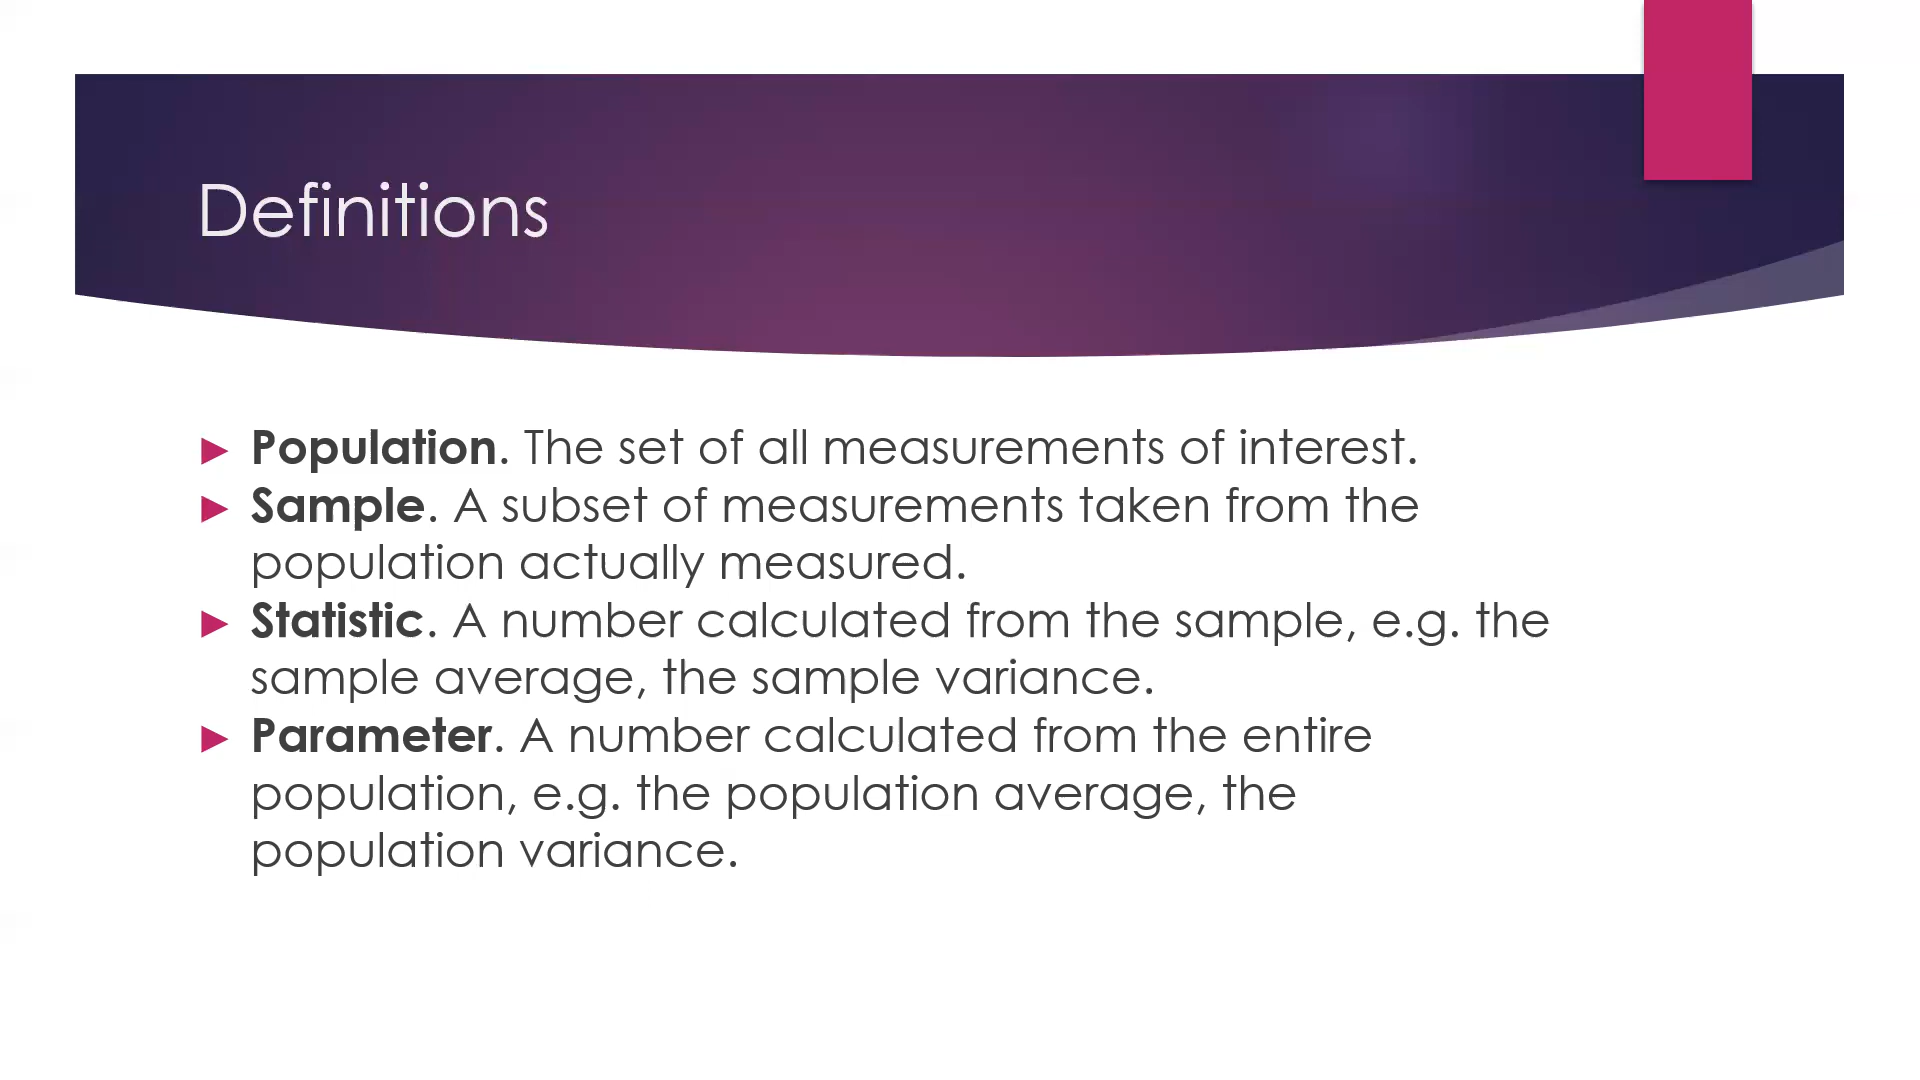 Definitions
► Population. The set of all measurements of interest.
► Sample. A subset of measurements taken from the
population actually measured.
► Statistic. A number calculated from the sample, e.g. the
sample average, the sample variance.
► Parameter. A number calculated from the entire
population, e.g. the population average, the
population variance.